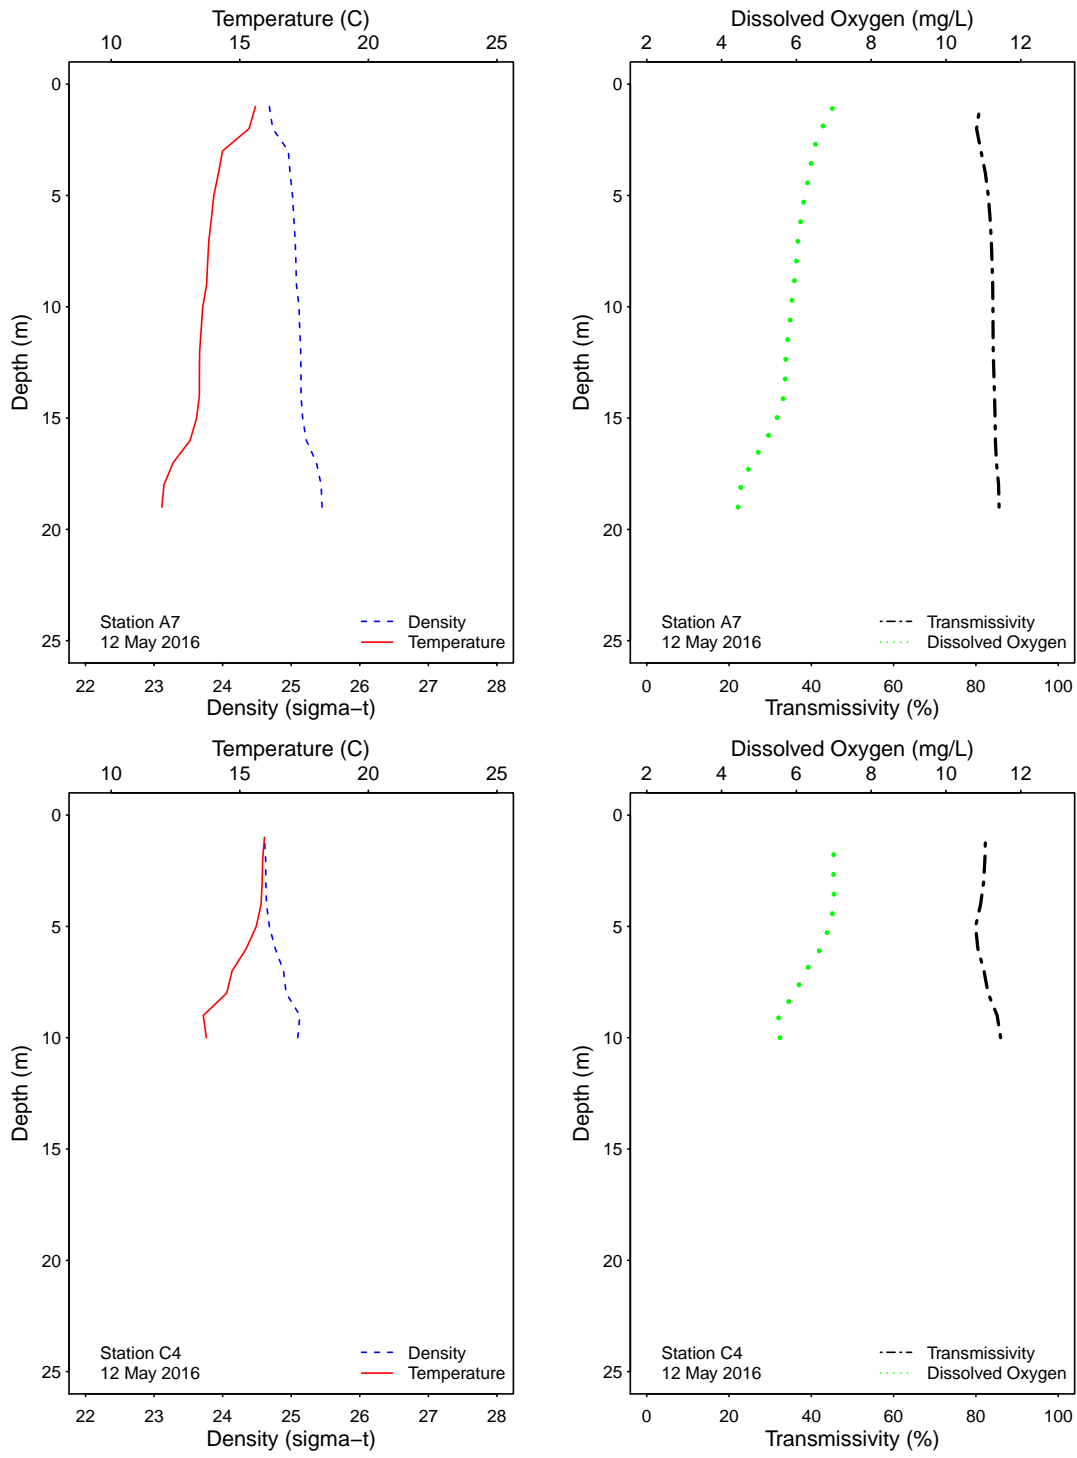 Temperature (C)
10 15 20 25
0
5
10
15
20
25
Depth (m)
Station A7
12 May 2016
Density
Temperature
22 23 24 25 26 27 28
Density (sigma−t)
Dissolved Oxygen (mg/L)
2 4 6 8 10 12
0
5
10
15
20
25
Depth (m)
Station A7
12 May 2016
Transmissivity
Dissolved Oxygen
0 20 40 60 80 100
Transmissivity (%)
Temperature (C)
10 15 20 25
0
5
10
15
20
25
Depth (m)
Station C4
12 May 2016
Density
Temperature
22 23 24 25 26 27 28
Density (sigma−t)
Dissolved Oxygen (mg/L)
2 4 6 8 10 12
0
5
10
15
20
25
Depth (m)
Station C4
12 May 2016
Transmissivity
Dissolved Oxygen
0 20 40 60 80 100
Transmissivity (%)